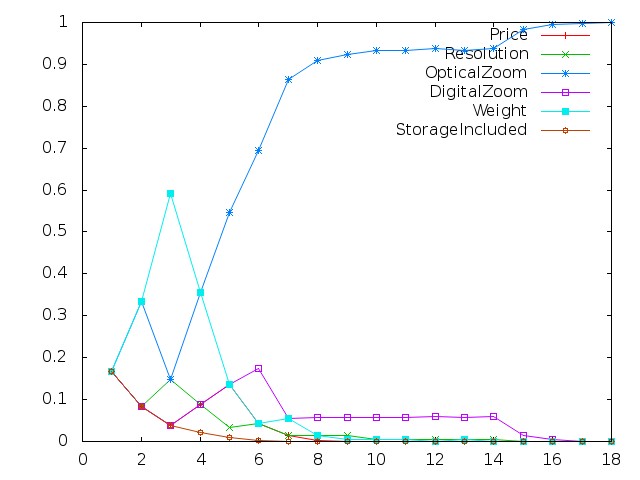 1
0.9
0.8
0.7
0.6
0.5
0.4
0.3
0.2
0.1
0
Price
Resolution
OpticalZoom
DigitalZoom
Weight
StorageIncluded
0 2 4 6 8 10 12 14 16 18